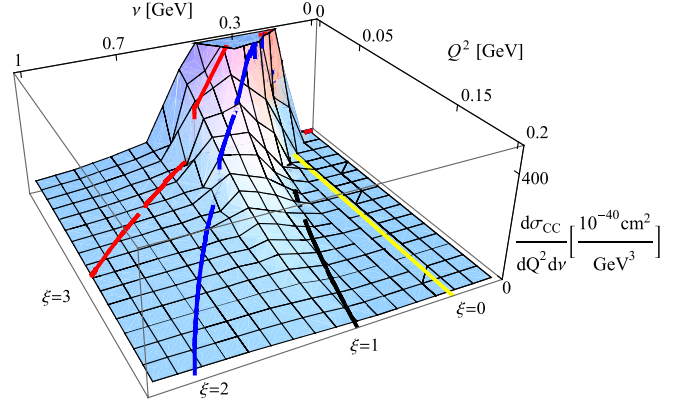 ν [GeV]
1
0.7
0.3
0
0
0.05
0.15
0.2
Q² [GeV]
400
0
dσ_CC
dQ²dν
[
10⁻⁴⁰cm²
GeV³
]
ξ=3
ξ=2
ξ=1
ξ=0